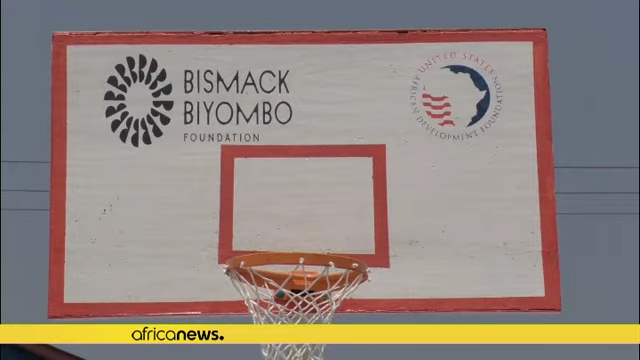 BISMACK
BIYOMBO
FOUNDATION
UNITED STATES
AFRICAN DEVELOPMENT FOUNDATION
africanews.